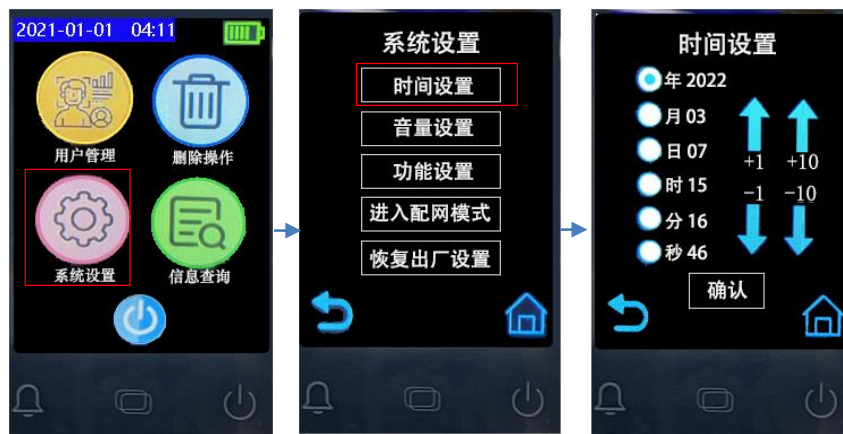 2021-01-01 04:11
用户管理
删除操作
系统设置
信息查询
系统设置
时间设置
音量设置
功能设置
进入配网模式
恢复出厂设置
时间设置
年 2022
月 03
日 07
时 15
分 16
秒 46
+1 +10
-1 -10
确认